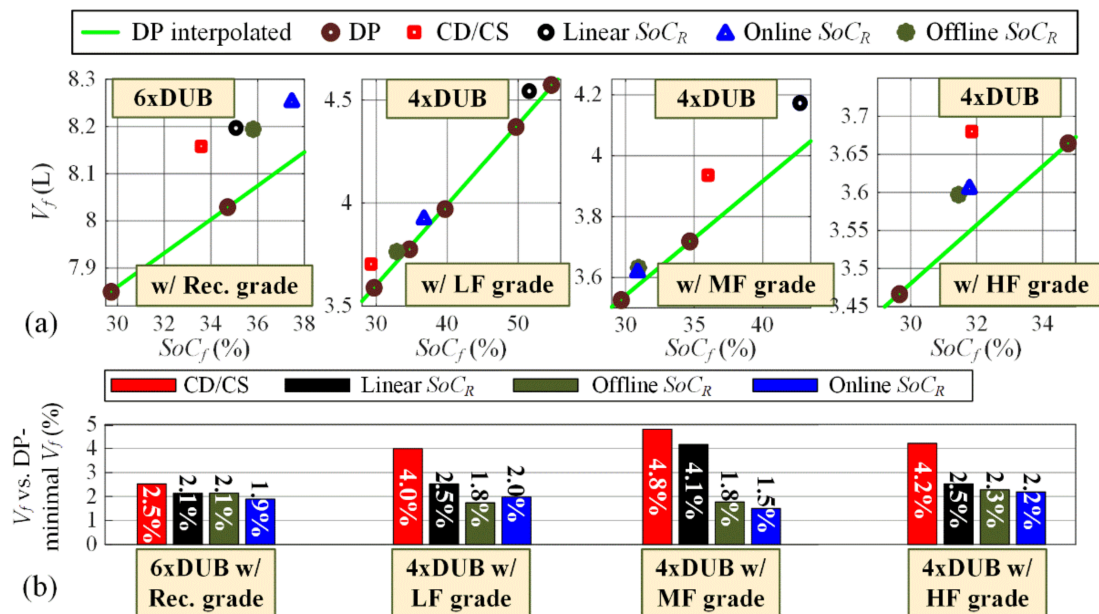 DP interpolated DP CD/CS Linear SoC_R Online SoC_R Offline SoC_R
8.3
8.2
8.1
8
7.9
V_f (L)
6xDUB
w/ Rec. grade
30 32 34 36 38
SoC_f (%)
4.5
4
3.5
4xDUB
w/ LF grade
30 40 50
SoC_f (%)
4.2
4
3.8
3.6
4xDUB
w/ MF grade
30 40
SoC_f (%)
3.7
3.65
3.6
3.55
3.5
3.45
4xDUB
w/ HF grade
30 32 34
SoC_f (%)
(a)
CD/CS Linear SoC_R Offline SoC_R Online SoC_R
V_f vs. DP-
minimal V_f (%)
5
4
3
2
1
0
2.5% 2.1% 2.1% 1.9%
4.0% 2.5% 1.8% 2.0%
4.8% 4.1% 1.8% 1.5%
4.2% 2.5% 2.3% 2.2%
6xDUB w/
Rec. grade
4xDUB w/
LF grade
4xDUB w/
MF grade
4xDUB w/
HF grade
(b)